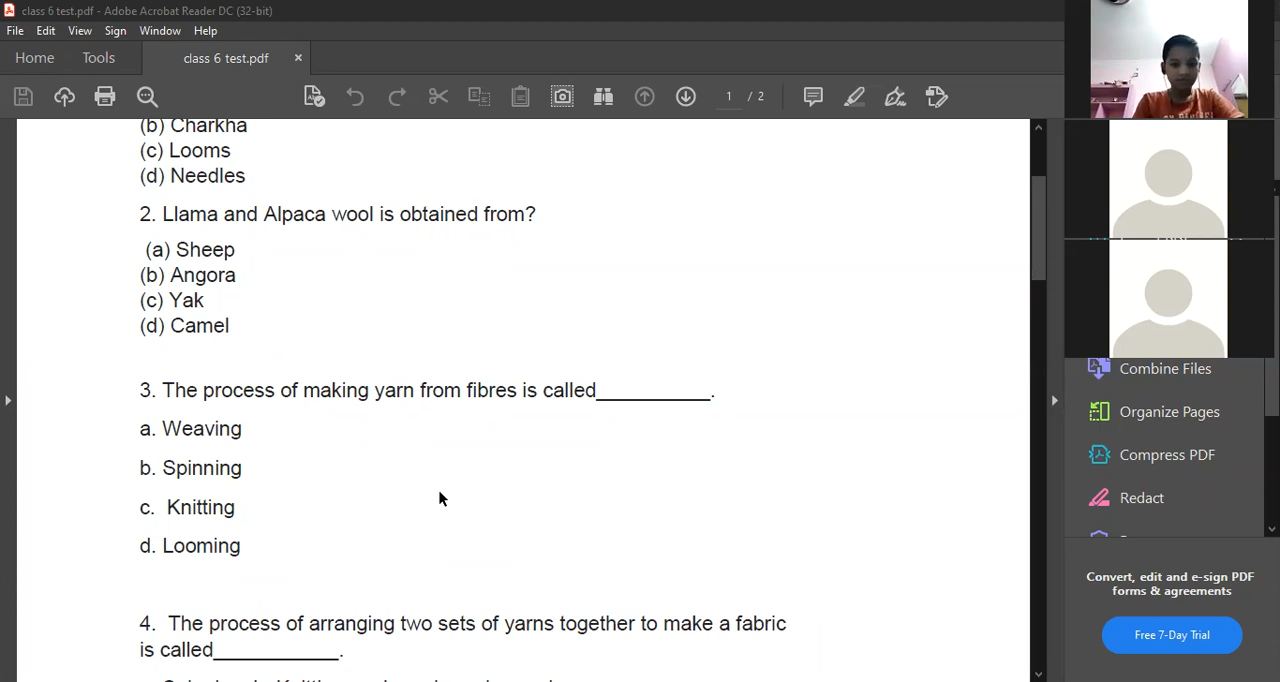 class 6 test.pdf - Adobe Acrobat Reader DC (32-bit)
File Edit View Sign Window Help
Home Tools class 6 test.pdf ×
1 / 2
(b) Charkha
(c) Looms
(d) Needles
2. Llama and Alpaca wool is obtained from?
(a) Sheep
(b) Angora
(c) Yak
(d) Camel
3. The process of making yarn from fibres is called__________.
a. Weaving
b. Spinning
c. Knitting
d. Looming
4. The process of arranging two sets of yarns together to make a fabric
is called___________.
Combine Files
Organize Pages
Compress PDF
Redact
Convert, edit and e-sign PDF
forms & agreements
Free 7-Day Trial